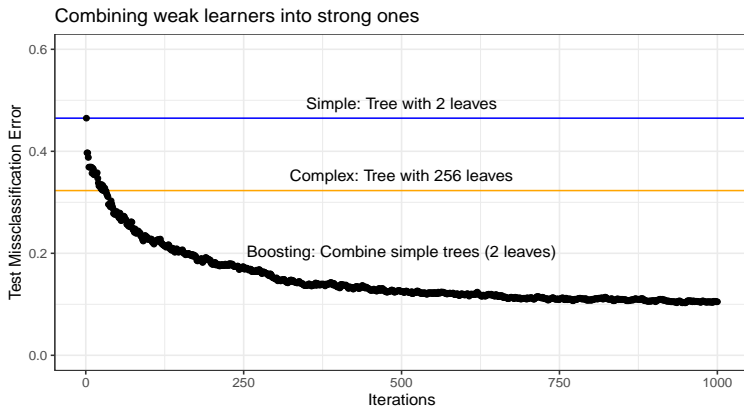 Combining weak learners into strong ones
Test Missclassification Error
0.6
0.4
0.2
0.0
Simple: Tree with 2 leaves
Complex: Tree with 256 leaves
Boosting: Combine simple trees (2 leaves)
0
250
500
750
1000
Iterations